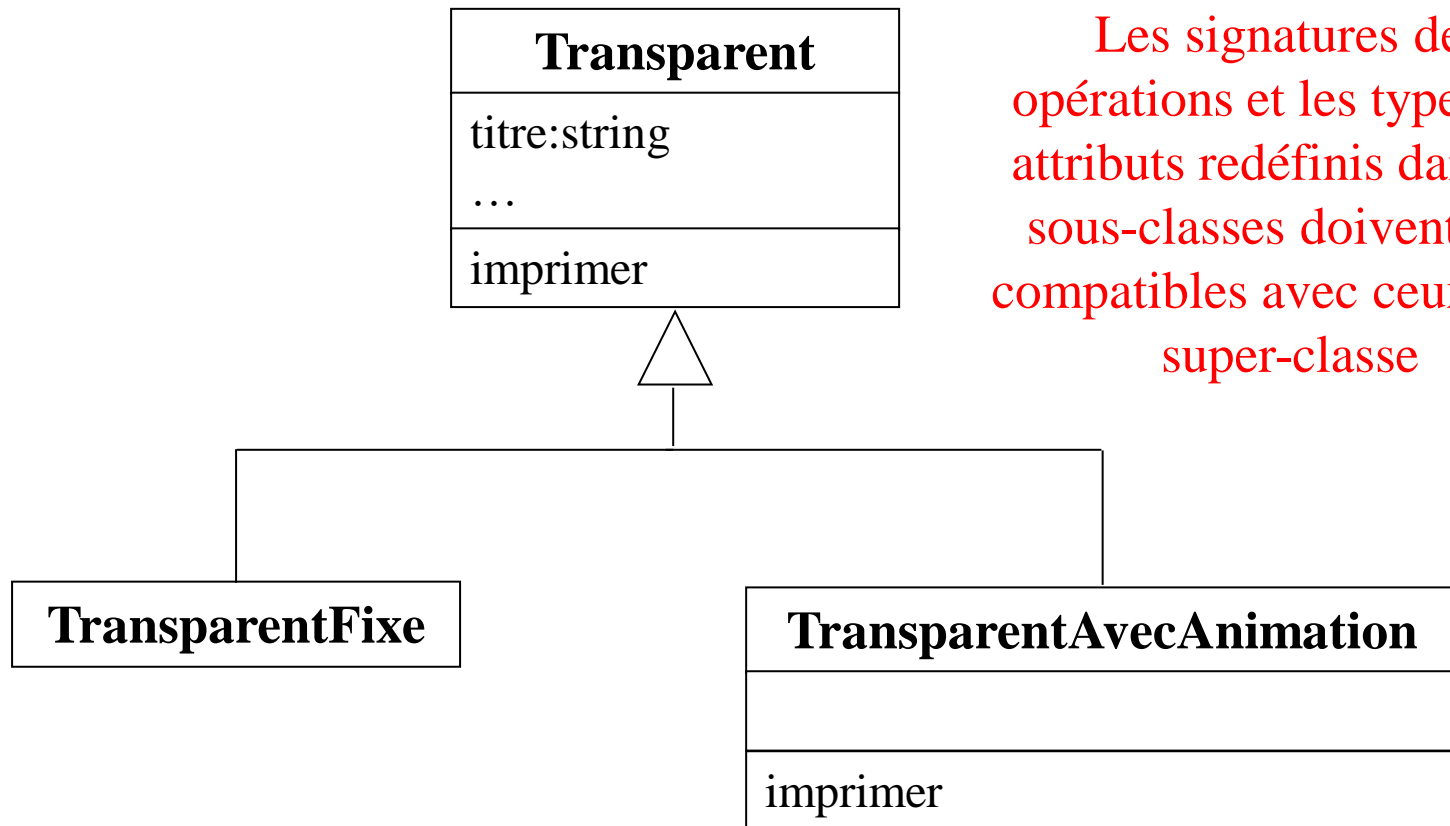 Transparent
titre:string
…
imprimer
Les signatures
opérations et les
attributs redéfinis
sous-classes doivent
compatibles avec
super-classe
TransparentFixe
TransparentAvecAnimation
imprimer